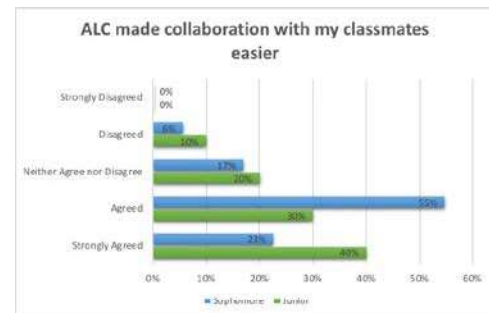 ALC made collaboration with my classmates
easier
Strongly Disagreed
0%
0%
Disagreed
6%
10%
Neither Agree nor Disagree
17%
20%
Agreed
55%
30%
Strongly Agreed
23%
40%
0% 10% 20% 30% 40% 50% 60%
Sophomore Junior